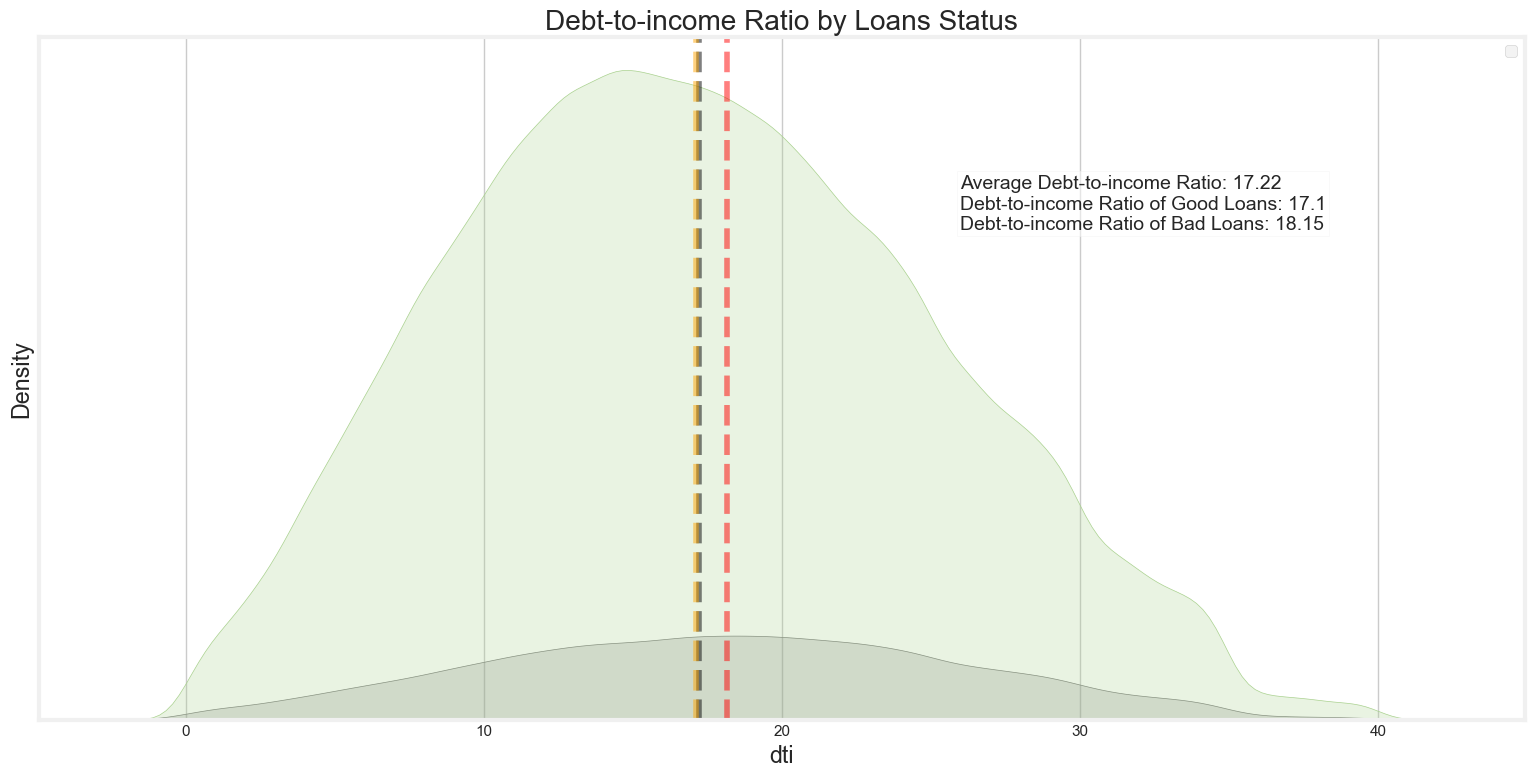 Debt-to-income Ratio by Loans Status
Average Debt-to-income Ratio: 17.22
Debt-to-income Ratio of Good Loans: 17.1
Debt-to-income Ratio of Bad Loans: 18.15
Density
0 10 20 30 40
dti